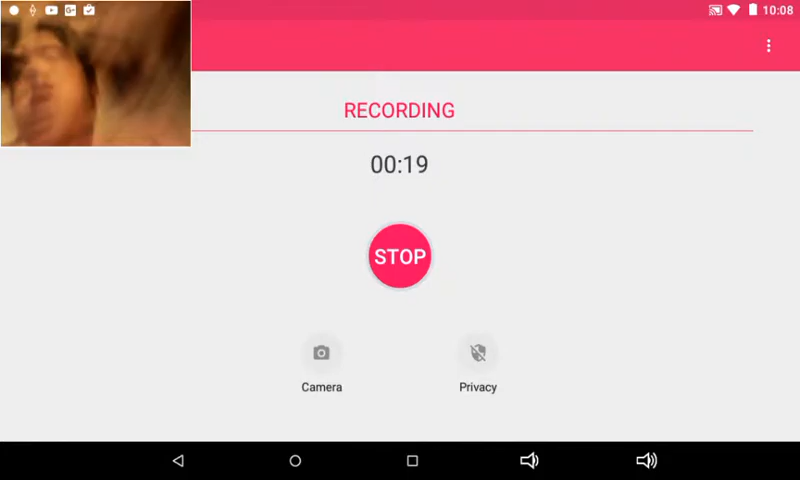 10:08
RECORDING
00:19
STOP
Camera
Privacy